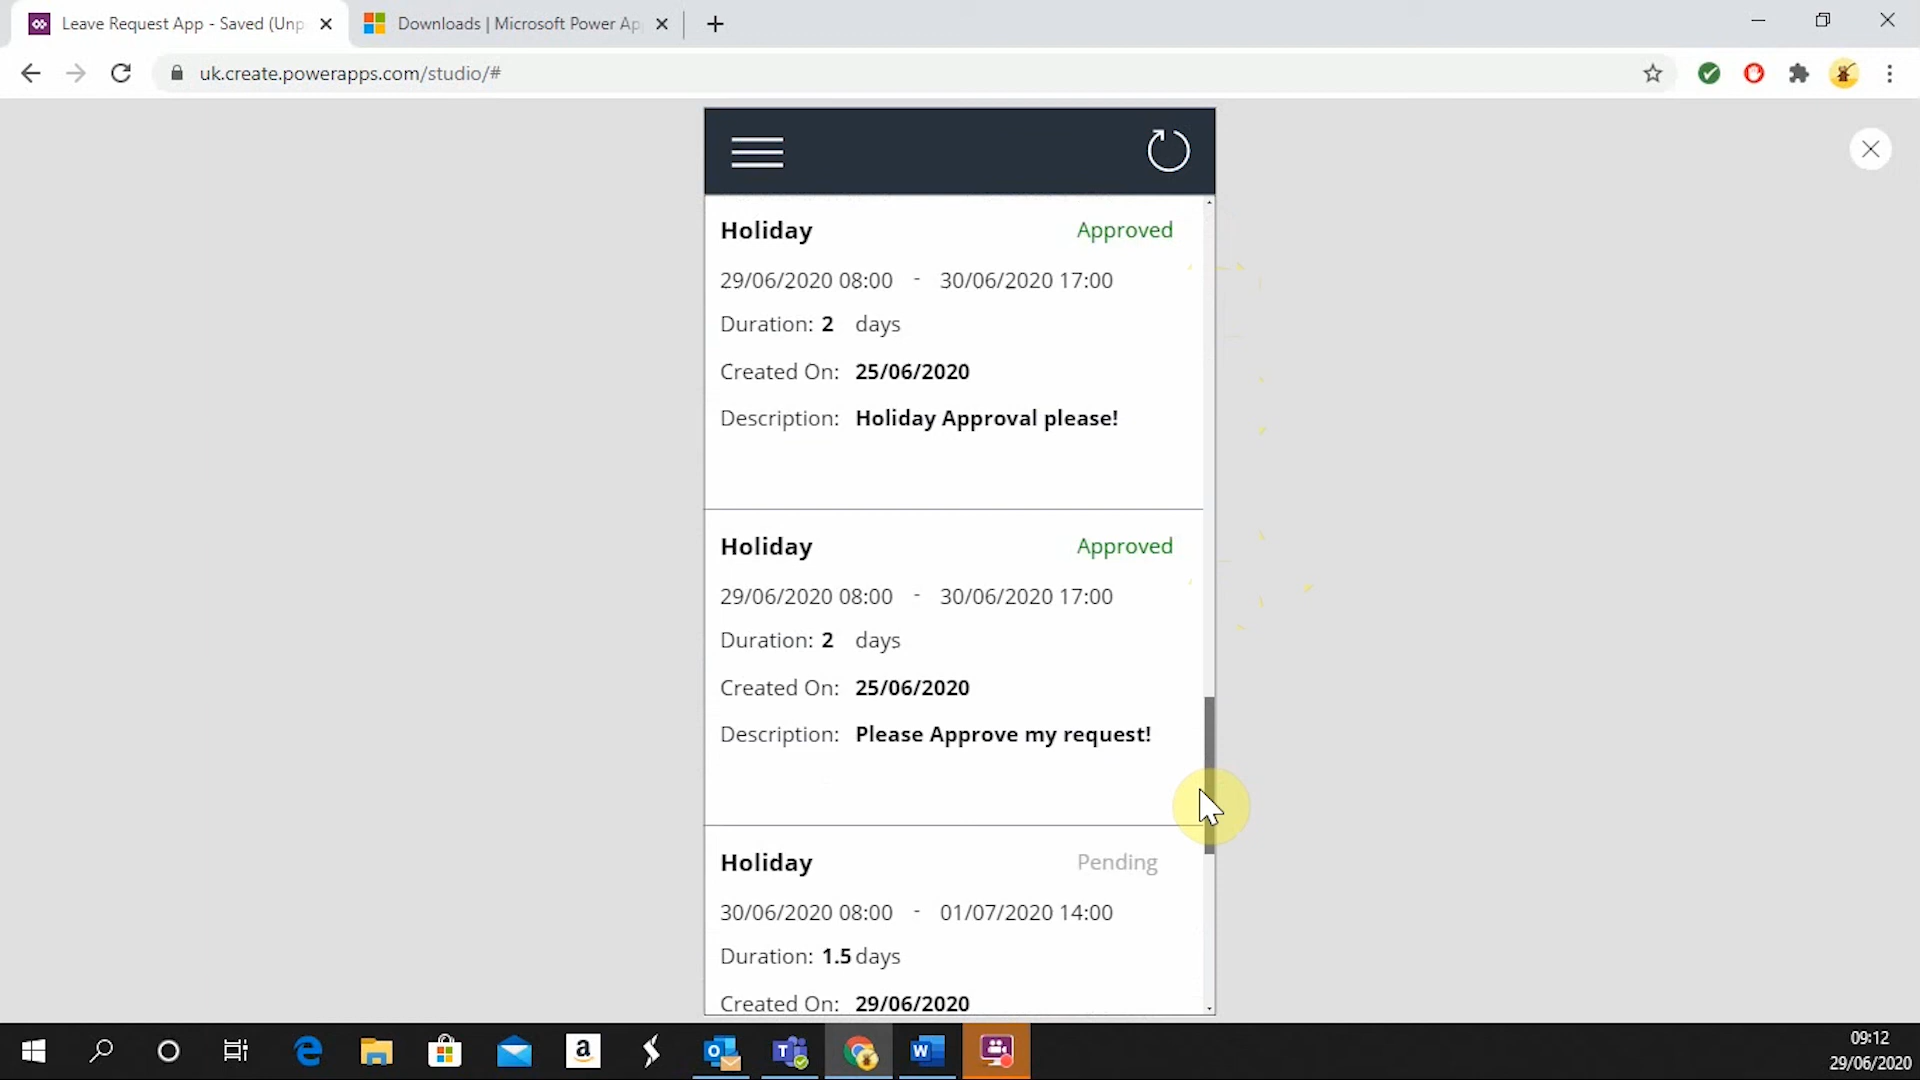 Leave Request App - Saved (Unp
Downloads | Microsoft Power Ap
uk.create.powerapps.com/studio/#
Holiday Approved
29/06/2020 08:00 - 30/06/2020 17:00
Duration: 2 days
Created On: 25/06/2020
Description: Holiday Approval please!
Holiday Approved
29/06/2020 08:00 - 30/06/2020 17:00
Duration: 2 days
Created On: 25/06/2020
Description: Please Approve my request!
Holiday Pending
30/06/2020 08:00 - 01/07/2020 14:00
Duration: 1.5 days
Created On: 29/06/2020
09:12
29/06/2020